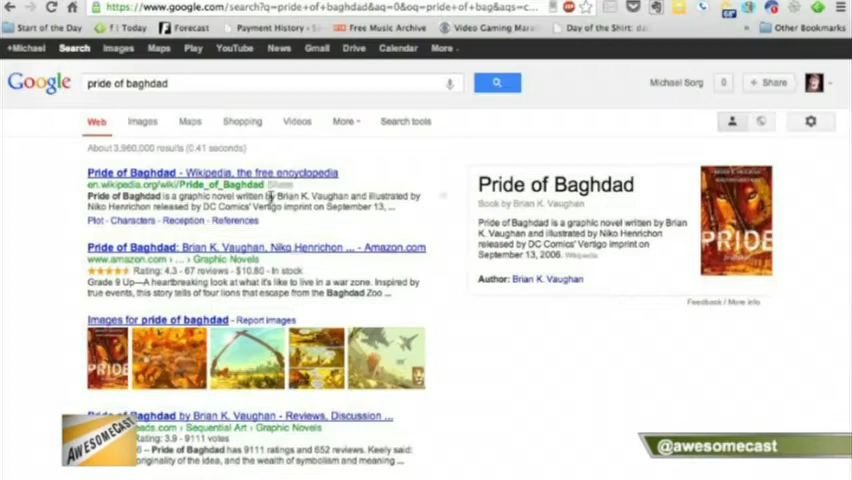 https://www.google.com/search?q=pride+of+baghdad&aq=0&oq=pride+of+bag&aqs=c...
Start of the Day
Today
Forecast
Payment History -
Free Music Archive
Video Gaming Mara
Day of the Shirt: da
Other Bookmarks
+Michael Search Images Maps Play YouTube News Gmail Drive Calendar More
Google
pride of baghdad
Michael Sorg
0
+ Share
Web Images Maps Shopping Videos More Search tools
About 3,960,000 results (0.41 seconds)
Pride of Baghdad - Wikipedia, the free encyclopedia
en.wikipedia.org/wiki/Pride_of_Baghdad Share
Pride of Baghdad is a graphic novel written by Brian K. Vaughan and illustrated by
Niko Henrichon released by DC Comics' Vertigo imprint on September 13, ...
Plot - Characters - Reception - References
Pride of Baghdad: Brian K. Vaughan, Niko Henrichon ... - Amazon.com
www.amazon.com › ... › Graphic Novels
Rating: 4.3 - 67 reviews - $10.80 - In stock
Grade 9 Up—A heartbreaking look at what it's like to live in a war zone. Inspired by
true events, this story tells of four lions that escape from the Baghdad Zoo ...
Images for pride of baghdad - Report images
PRIDE
of Baghdad by Brian K. Vaughan - Reviews, Discussion ...
eads.com › Sequential Art › Graphic Novels
Rating: 3.9 - 9111 votes
6 – Pride of Baghdad has 9111 ratings and 652 reviews. Keely said:
originality of the idea, and the wealth of symbolism and meaning ...
Pride of Baghdad
Book by Brian K. Vaughan
Pride of Baghdad is a graphic novel written by Brian
K. Vaughan and illustrated by Niko Henrichon
released by DC Comics' Vertigo imprint on September
13, 2006. Wikipedia
Author: Brian K. Vaughan
PRIDE
Feedback / More info
AWESOMECAST
@awesomecast